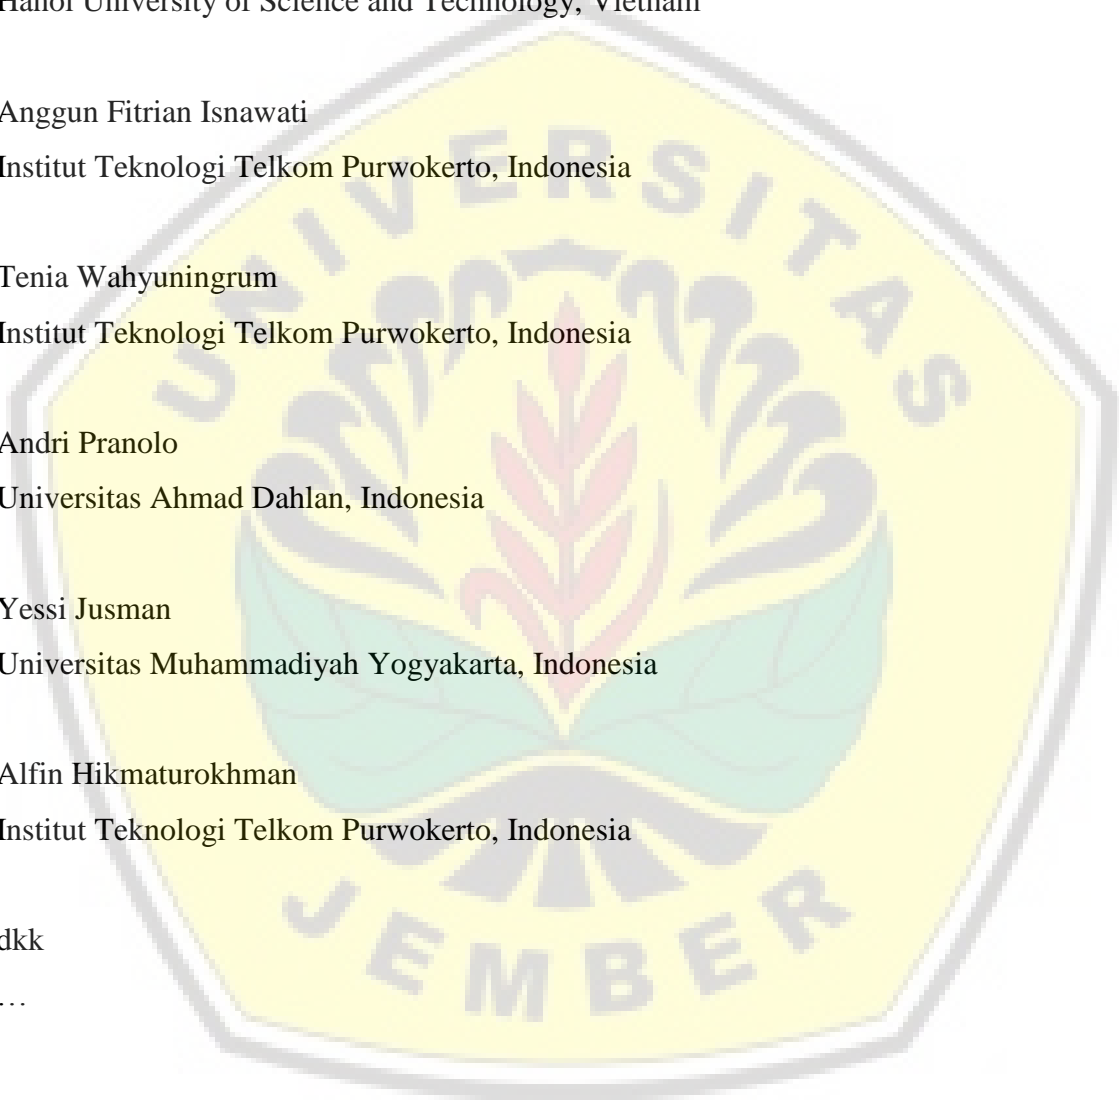 Hanoi University of Science and Technology, Vietnam
Anggun Fitrian Isnawati
Institut Teknologi Telkom Purwokerto, Indonesia
Tenia Wahyuningrum
Institut Teknologi Telkom Purwokerto, Indonesia
Andri Pranolo
Universitas Ahmad Dahlan, Indonesia
Yessi Jusman
Universitas Muhammadiyah Yogyakarta, Indonesia
Alfin Hikmaturokhman
Institut Teknologi Telkom Purwokerto, Indonesia
dkk
…
UNIVERSITAS
JEMBER